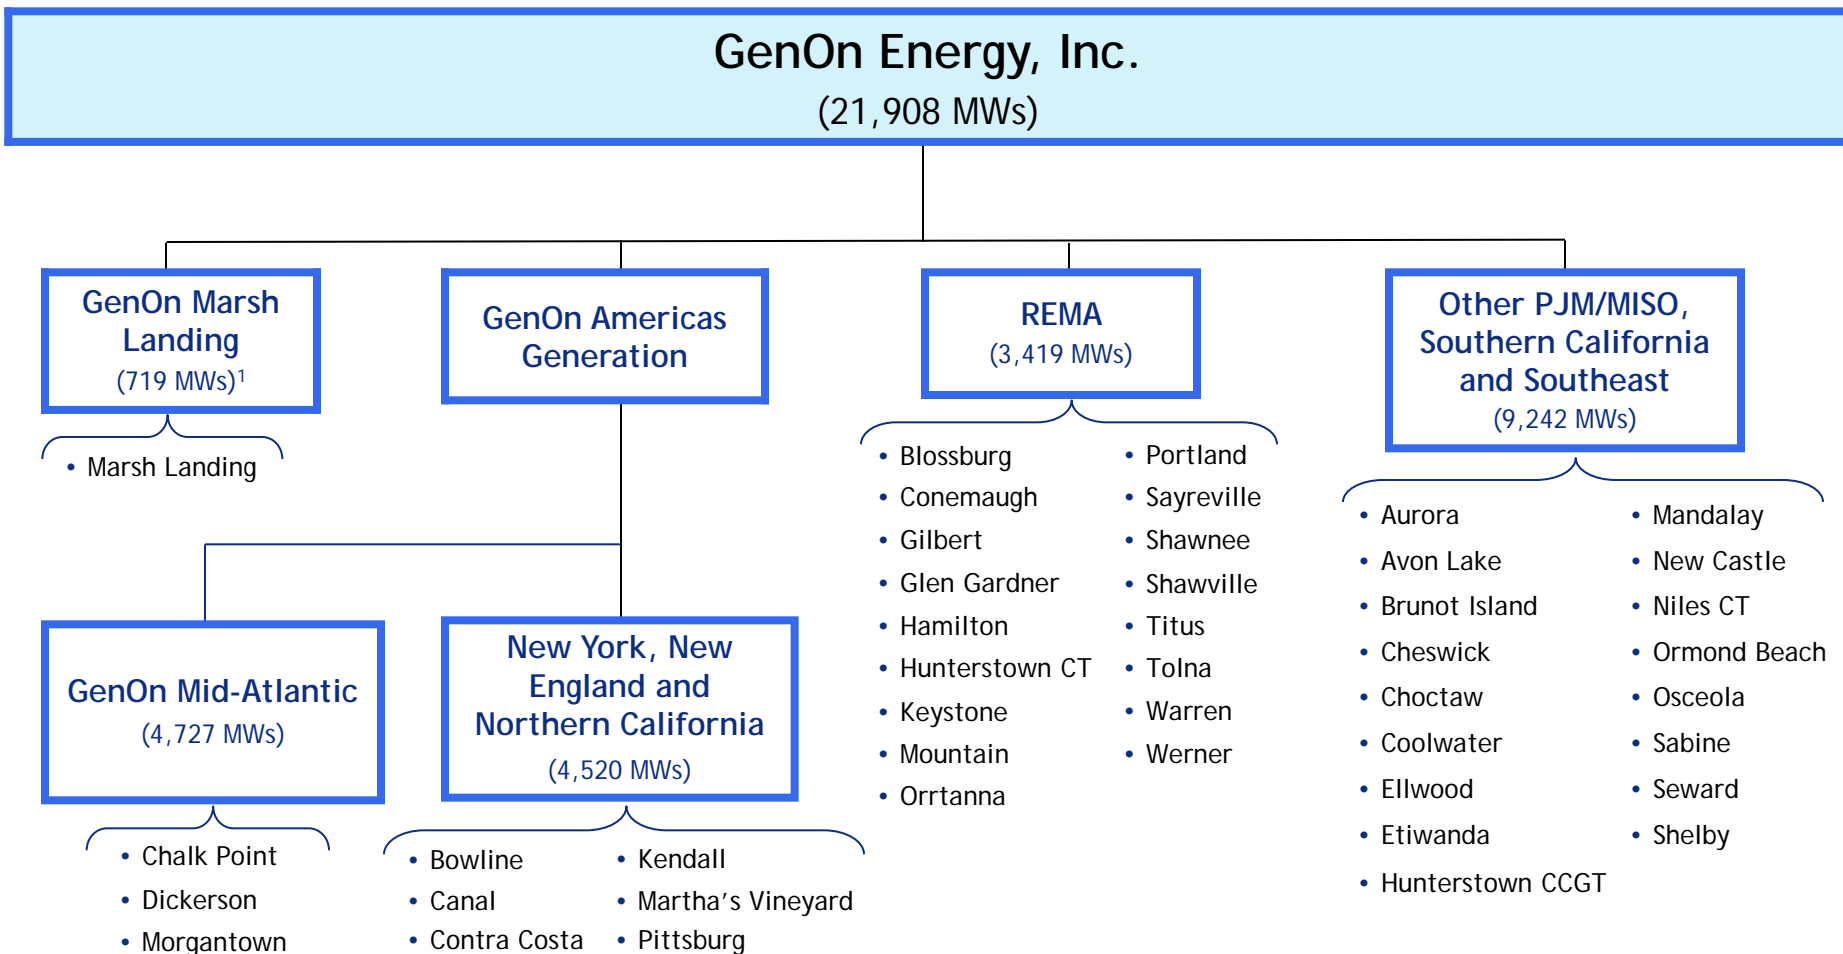 GenOn Energy, Inc.
(21,908 MWs)
GenOn Marsh
Landing
(719 MWs)¹
• Marsh Landing
GenOn Americas
Generation
REMA
(3,419 MWs)
• Blossburg
• Conemaugh
• Gilbert
• Glen Gardner
• Hamilton
• Hunterstown CT
• Keystone
• Mountain
• Orrtanna
• Portland
• Sayreville
• Shawnee
• Shawville
• Titus
• Tolna
• Warren
• Werner
Other PJM/MISO,
Southern California
and Southeast
(9,242 MWs)
• Aurora
• Avon Lake
• Brunot Island
• Cheswick
• Choctaw
• Coolwater
• Ellwood
• Etiwanda
• Hunterstown CCGT
• Mandalay
• New Castle
• Niles CT
• Ormond Beach
• Osceola
• Sabine
• Seward
• Shelby
GenOn Mid-Atlantic
(4,727 MWs)
• Chalk Point
• Dickerson
• Morgantown
New York, New
England and
Northern California
(4,520 MWs)
• Bowline
• Canal
• Contra Costa
• Kendall
• Martha's Vineyard
• Pittsburg